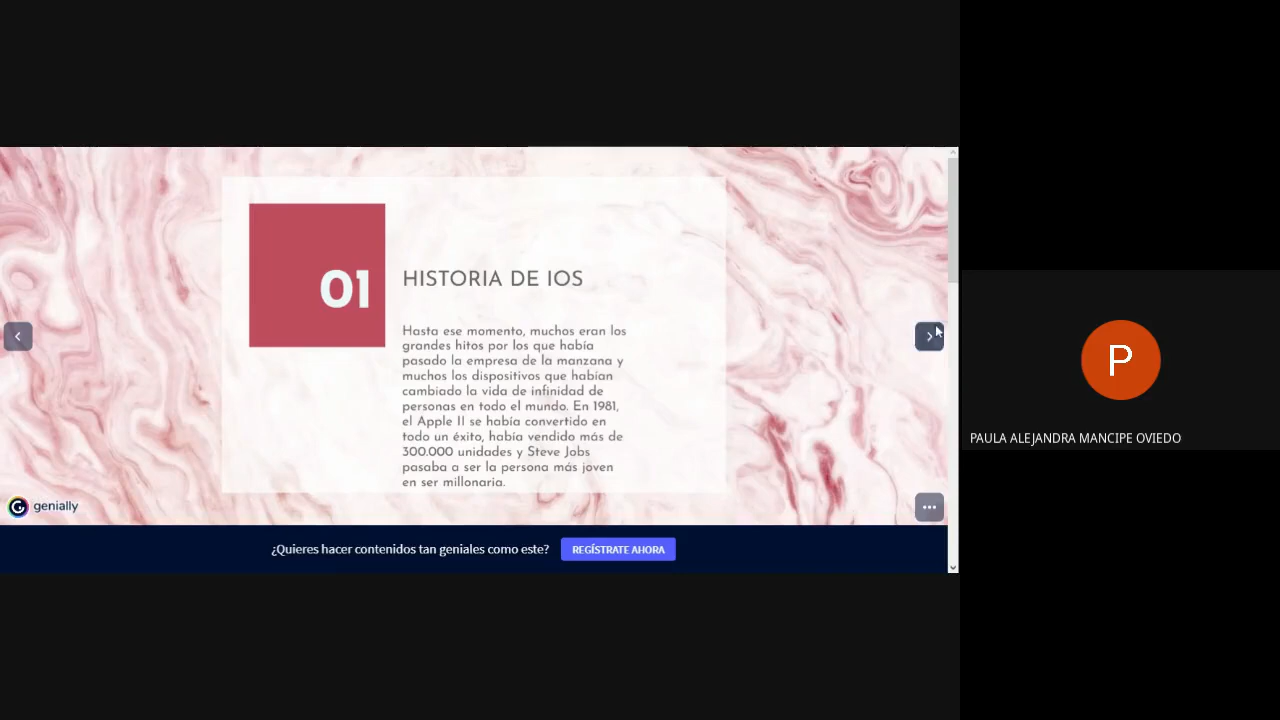 01
HISTORIA DE IOS
Hasta ese momento, muchos eran los
grandes hitos por los que había
pasado la empresa de la manzana y
muchos los dispositivos que habían
cambiado la vida de infinidad de
personas en todo el mundo. En 1981,
el Apple II se había convertido en
todo un éxito, había vendido más de
300.000 unidades y Steve Jobs
pasaba a ser la persona más joven
en ser millonaria.
genially
¿Quieres hacer contenidos tan geniales como este?
REGÍSTRATE AHORA
P
PAULA ALEJANDRA MANCIPE OVIEDO